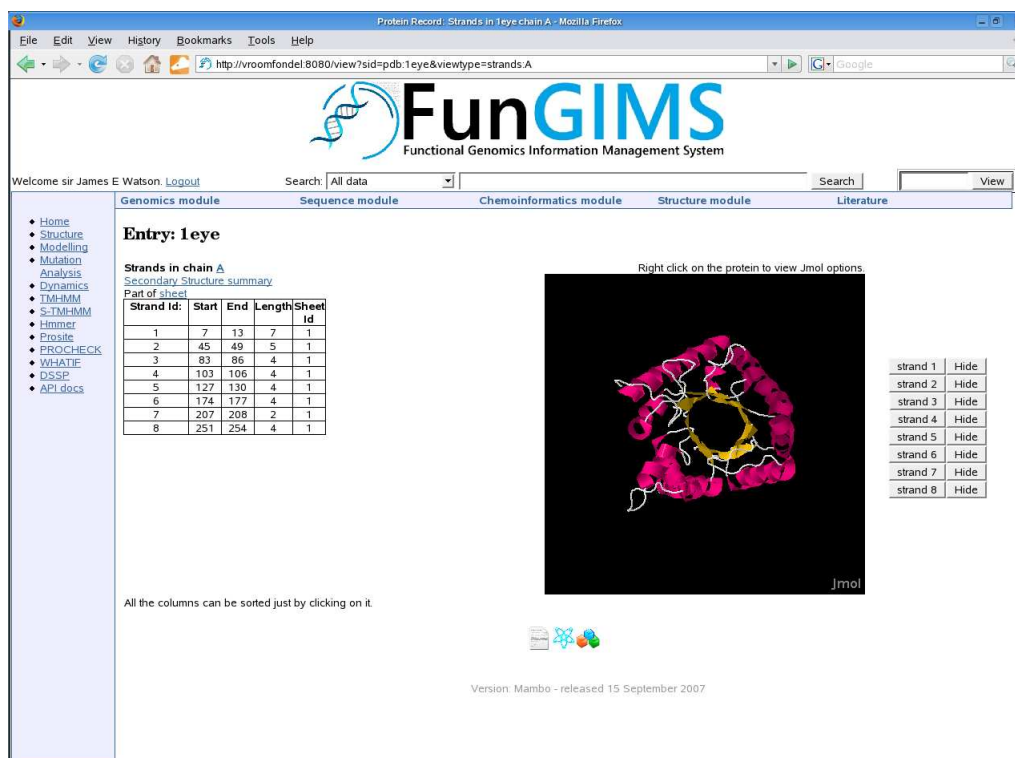 Protein Record: Strands in 1eye chain A - Mozilla Firefox
File Edit View History Bookmarks Tools Help
http://vroomfondel:8080/view?sid=pdb:1eye&viewtype=strands:A
G Google
FunGIMS
Functional Genomics Information Management System
Welcome sir James E Watson. Logout Search: All data Search View
Genomics module Sequence module Chemoinformatics module Structure module Literature
Home
Structure
Modelling
Mutation
Analysis
Dynamics
TMHMM
S-TMHMM
Hmmer
Prosite
PROCHECK
WHATIF
DSSP
API docs
Entry: 1eye
Strands in chain A
Secondary Structure summary
Part of sheet
Strand Id: Start End Length Sheet Id
1 7 13 7 1
2 45 49 5 1
3 83 86 4 1
4 103 106 4 1
5 127 130 4 1
6 174 177 4 1
7 207 208 2 1
8 251 254 4 1
Right click on the protein to view Jmol options.
Jmol
strand 1 Hide
strand 2 Hide
strand 3 Hide
strand 4 Hide
strand 5 Hide
strand 6 Hide
strand 7 Hide
strand 8 Hide
All the columns can be sorted just by clicking on it.
Version: Mambo - released 15 September 2007